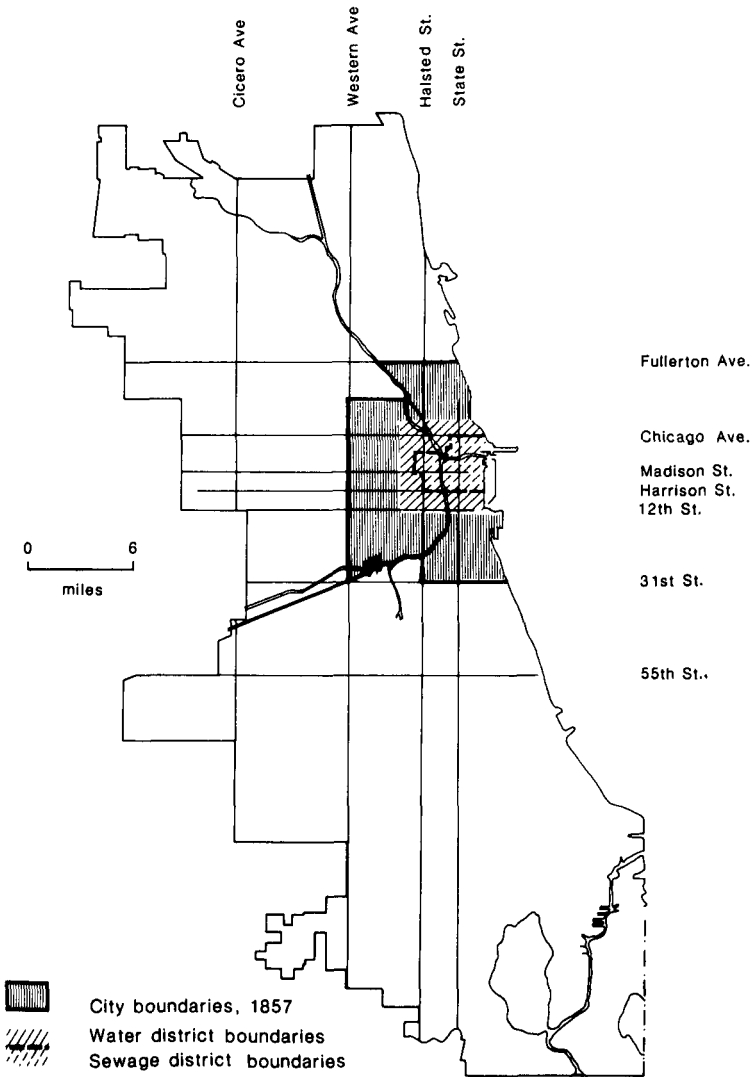 Cicero Ave
Western Ave
Halsted St.
State St.
Fullerton Ave.
Chicago Ave.
Madison St.
Harrison St.
12th St.
0 6
miles
31st St.
55th St.
City boundaries, 1857
Water district boundaries
Sewage district boundaries